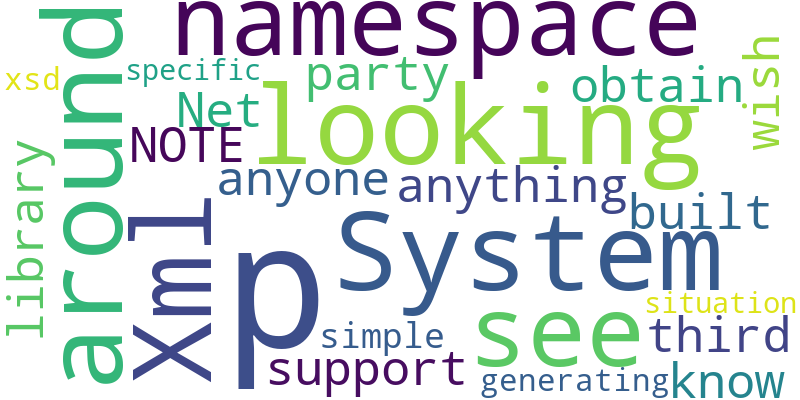 namespace
around
xsd
specific
party
obtain
wish
Net
looking
NOTE
library
anyone
anything
Xml
built
System
p
see
situation
third
simple
support
generating
know